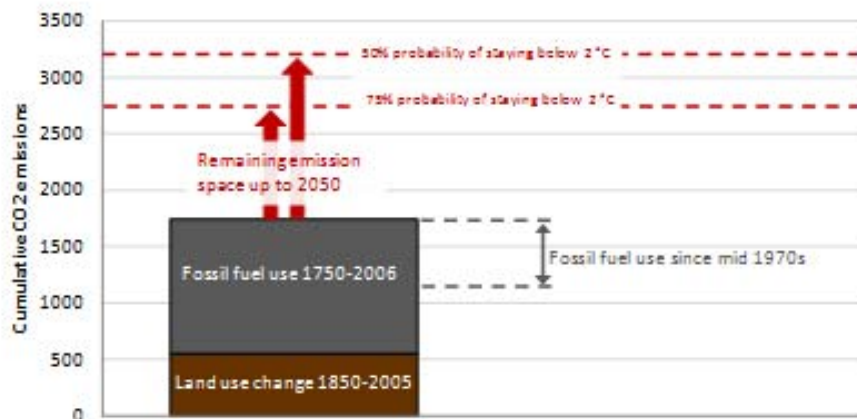 3500
50% probability of staying below 2 °C
3000
75% probability of staying below 2 °C
2500
Remaining emission
space up to 2050
2000
1500
Fossil fuel use 1750-2006
Fossil fuel use since mid 1970s
1000
500
Land use change 1850-2005
0
Cumulative CO2 emissions